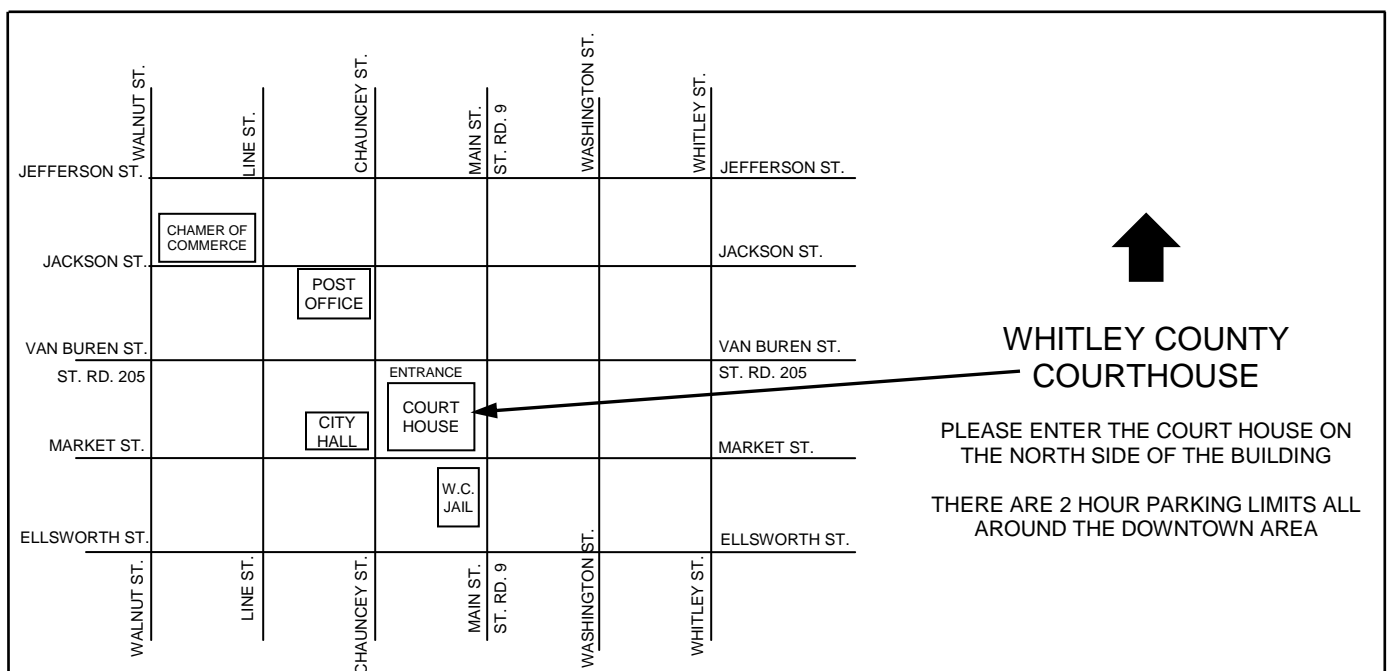 WALNUT ST.
LINE ST.
CHAUNCEY ST.
MAIN ST.
ST. RD. 9
WASHINGTON ST.
WHITLEY ST.
JEFFERSON ST.
JEFFERSON ST.
CHAMER OF
COMMERCE
JACKSON ST.
JACKSON ST.
POST
OFFICE
VAN BUREN ST.
VAN BUREN ST.
ST. RD. 205
ST. RD. 205
ENTRANCE
COURT
HOUSE
CITY
HALL
MARKET ST.
MARKET ST.
W.C.
JAIL
ELLSWORTH ST.
ELLSWORTH ST.
WALNUT ST.
LINE ST.
CHAUNCEY ST.
MAIN ST.
ST. RD. 9
WASHINGTON ST.
WHITLEY ST.
WHITLEY COUNTY
COURTHOUSE
PLEASE ENTER THE COURT HOUSE ON
THE NORTH SIDE OF THE BUILDING
THERE ARE 2 HOUR PARKING LIMITS ALL
AROUND THE DOWNTOWN AREA